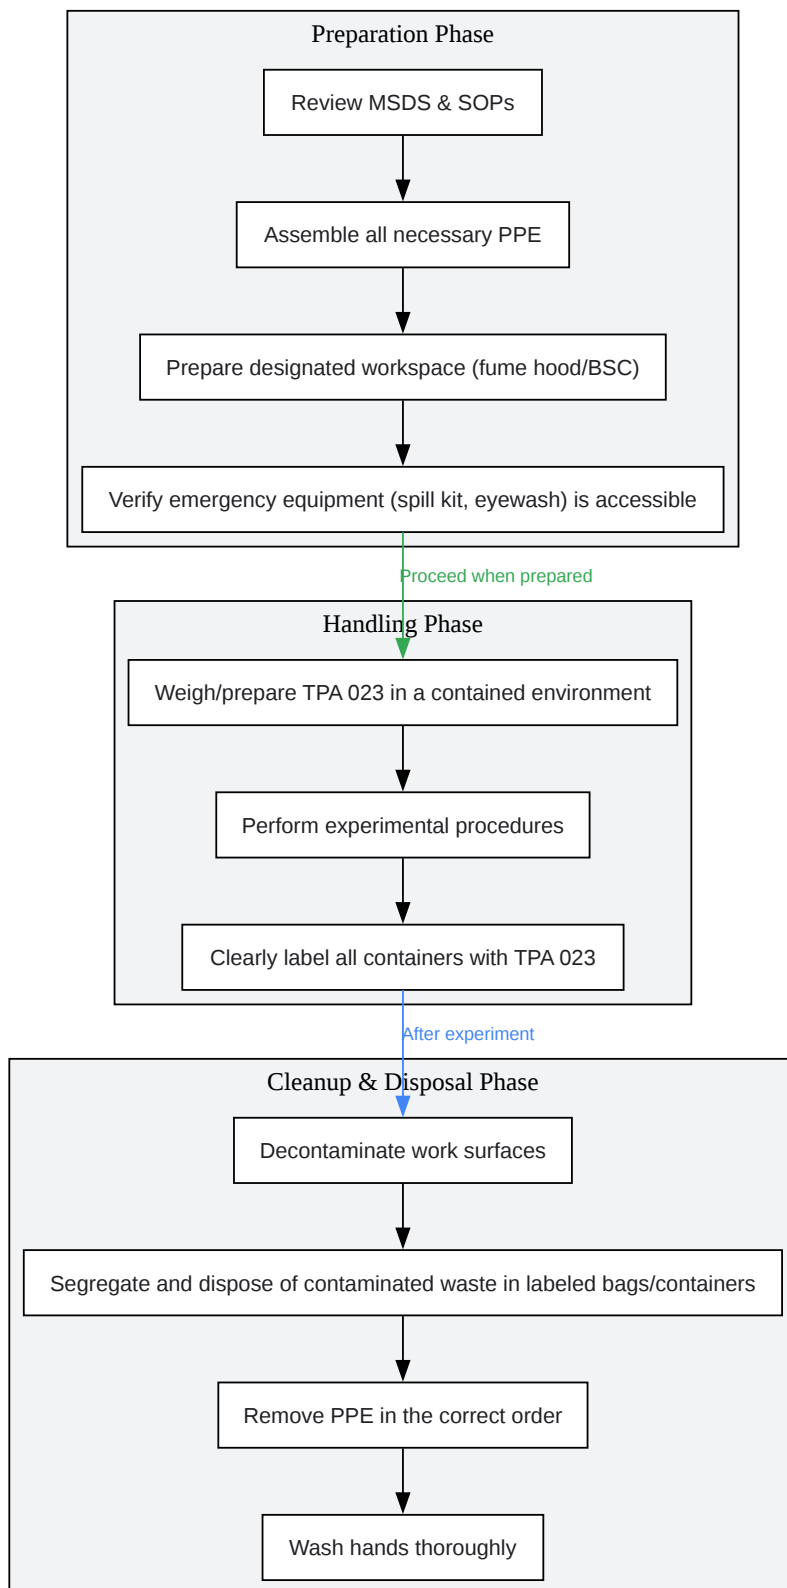 Preparation Phase
Review MSDS & SOPs
Assemble all necessary PPE
Prepare designated workspace (fume hood/BSC)
Verify emergency equipment (spill kit, eyewash) is accessible
Proceed when prepared
Handling Phase
Weigh/prepare TPA 023 in a contained environment
Perform experimental procedures
Clearly label all containers with TPA 023
After experiment
Cleanup & Disposal Phase
Decontaminate work surfaces
Segregate and dispose of contaminated waste in labeled bags/containers
Remove PPE in the correct order
Wash hands thoroughly